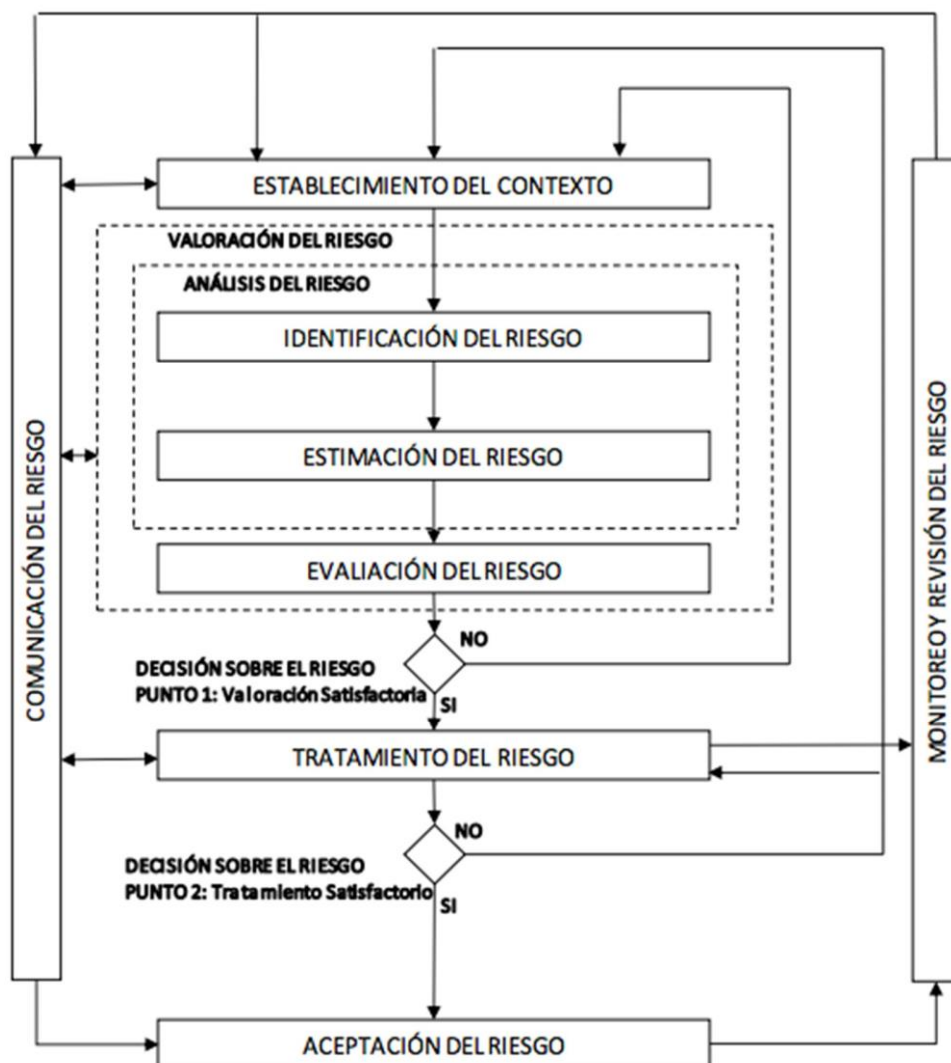 ESTABLECIMIENTO DEL CONTEXTO
VALORACIÓN DEL RIESGO
ANÁLISIS DEL RIESGO
IDENTIFICACIÓN DEL RIESGO
ESTIMACIÓN DEL RIESGO
EVALIACIÓN DEL RIESGO
NO
DECISIÓN SOBRE EL RIESGO
PUNTO 1: Valoración Satisfactoria
SI
TRATAMIENTO DEL RIESGO
NO
DECISIÓN SOBRE EL RIESGO
PUNTO 2: Tratamiento Satisfactorio
SI
ACEPTACIÓN DEL RIESGO
COMUNICACIÓN DEL RIESGO
MONITOREO Y REVISIÓN DEL RIESGO